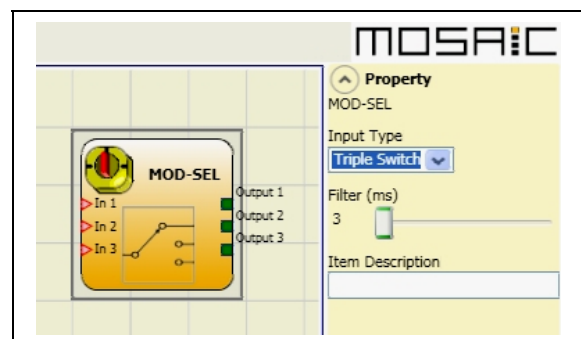 MOSAIC
Property
MOD-SEL
Input Type
Triple Switch
Filter (ms)
3
Item Description
MOD-SEL
In 1
In 2
In 3
Output 1
Output 2
Output 3